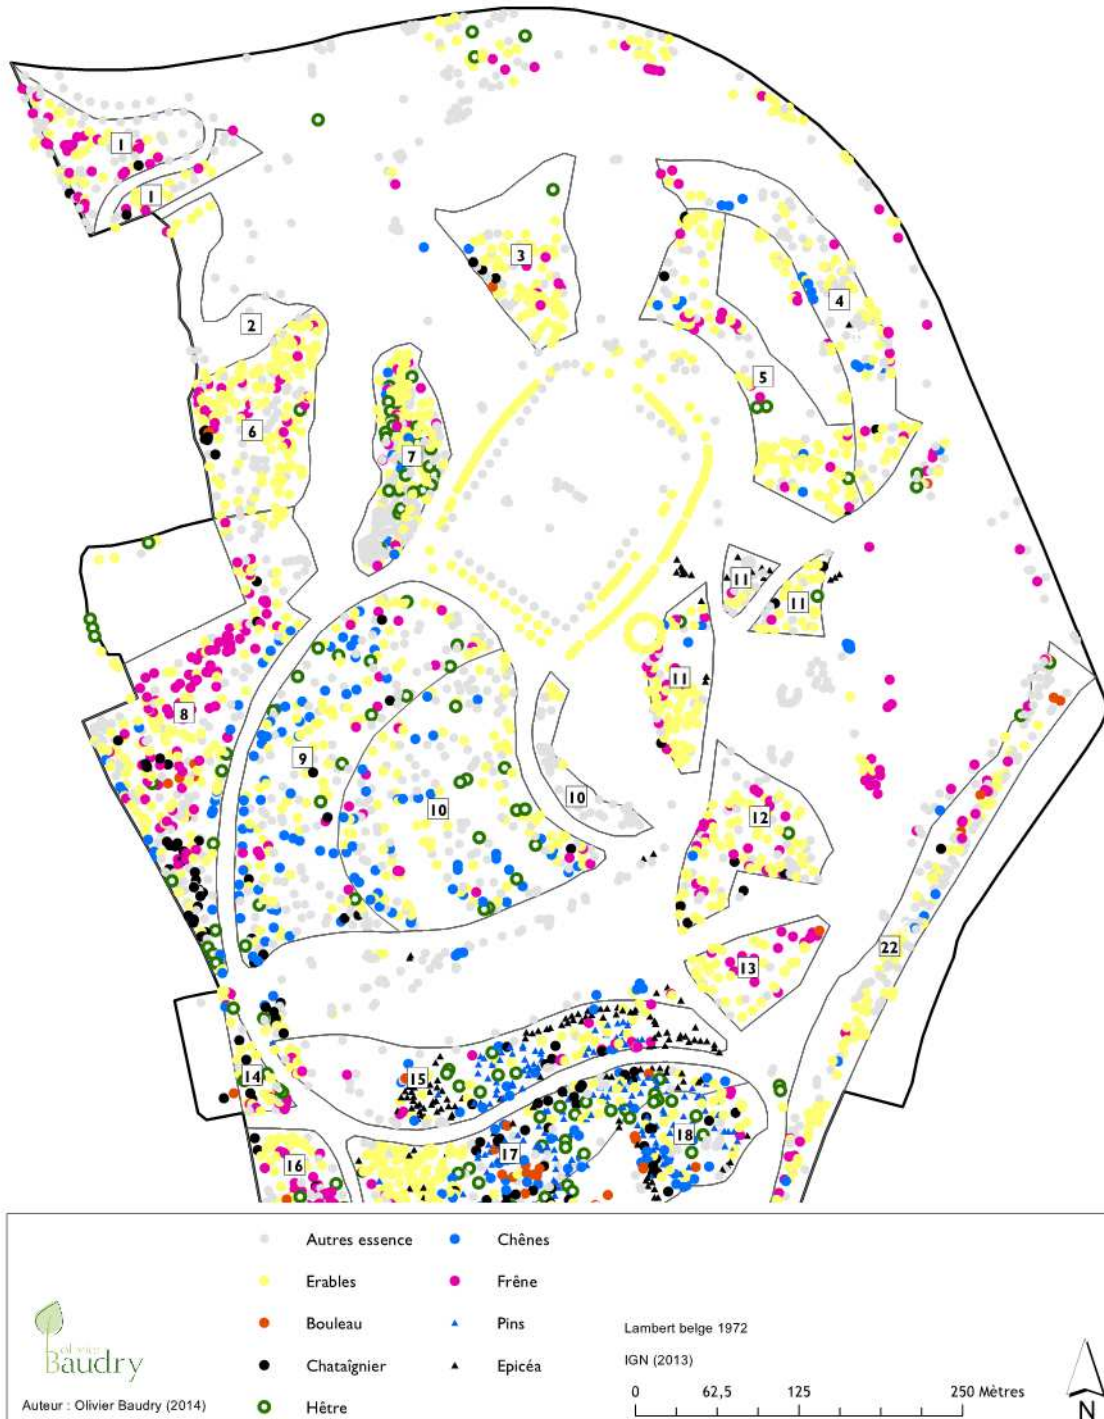 1
1
2
3
4
5
6
7
8
9
10
10
11
11
11
12
13
14
15
16
17
18
22
Autres essence
Erables
Bouleau
Chataîgnier
Hêtre
Chênes
Frêne
Pins
Epicéa
olivier
Baudry
Auteur : Olivier Baudry (2014)
Lambert belge 1972
IGN (2013)
0 62,5 125 250 Mètres
N